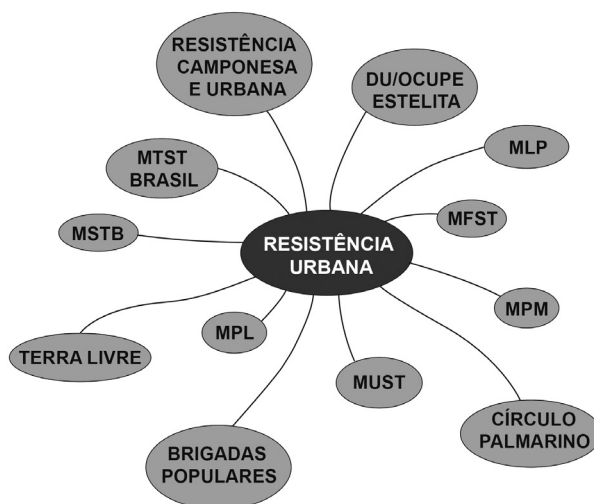 RESISTÊNCIA
CAMPONESA
E URBANA
DU/OCUPE
ESTELITA
MLP
MTST
BRASIL
MFST
MSTB
RESISTÊNCIA
URBANA
MPM
MPL
TERRA LIVRE
MUST
CÍRCULO
PALMARINO
BRIGADAS
POPULARES